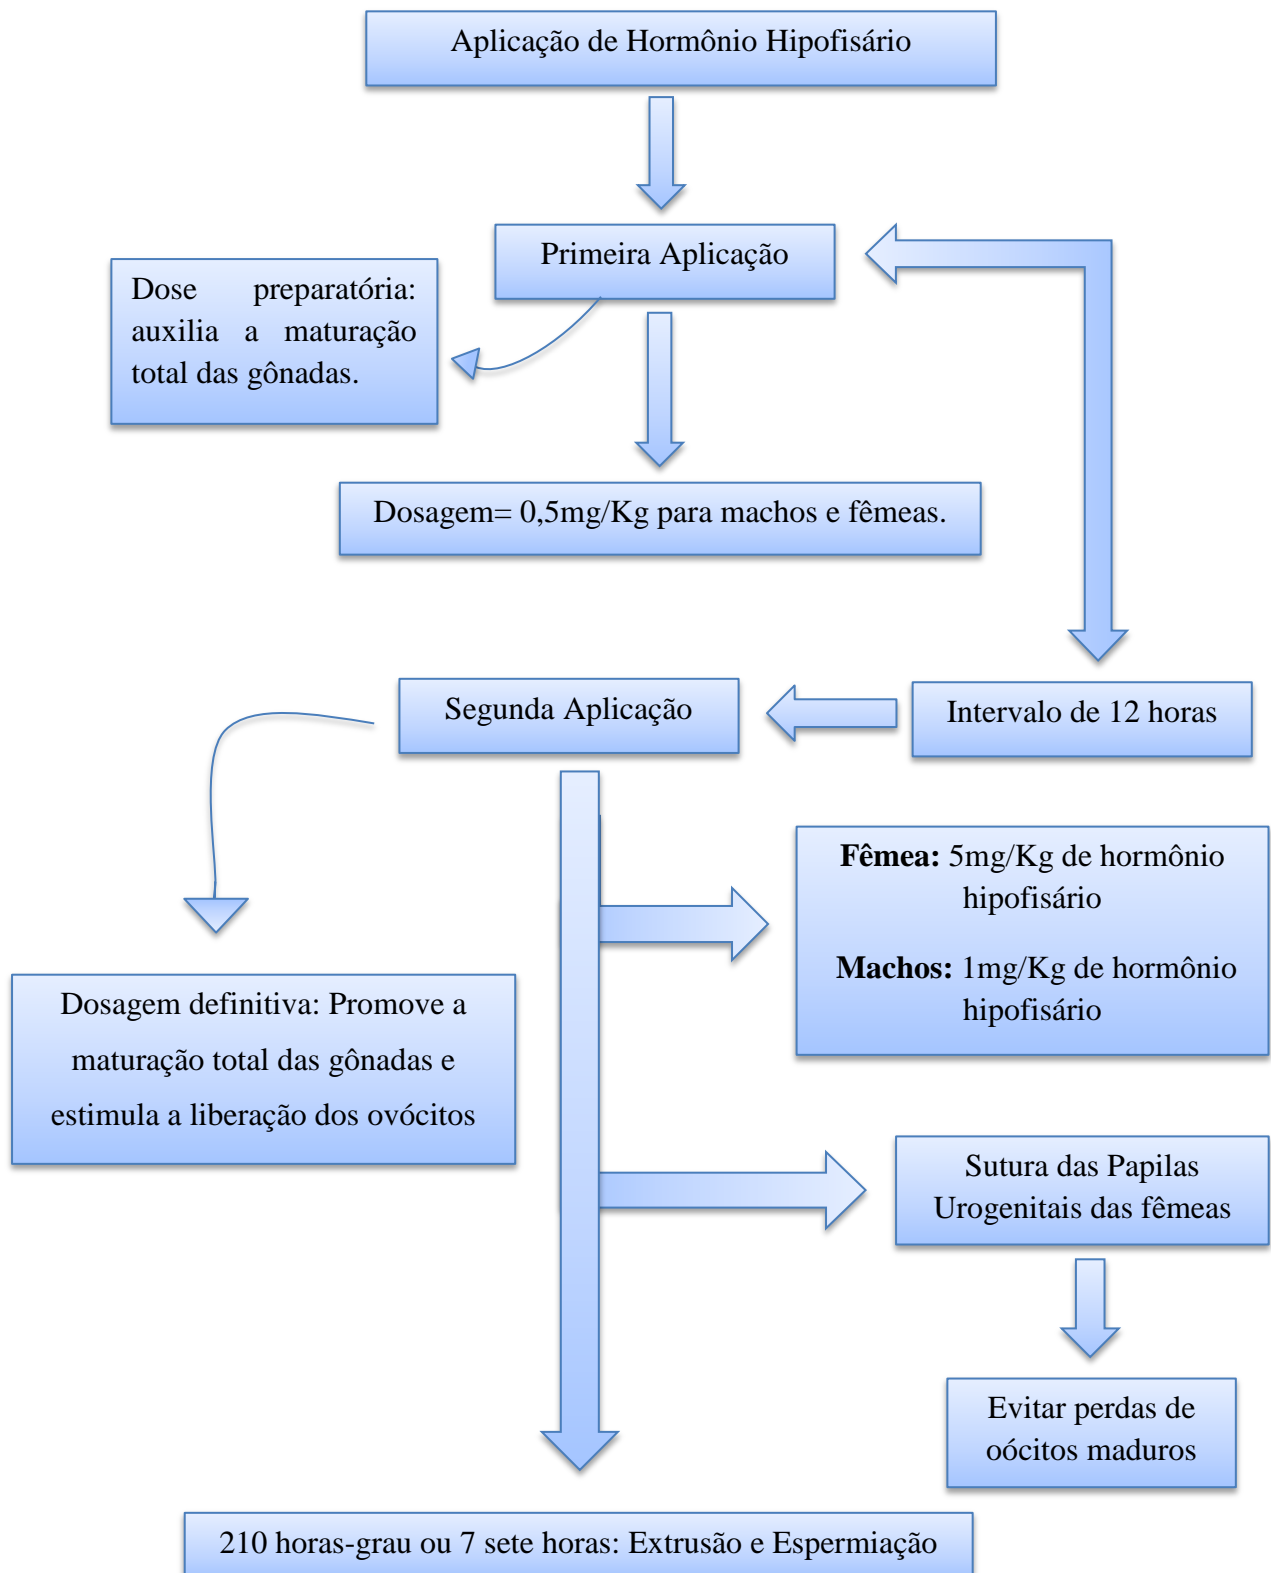 Aplicação de Hormônio Hipofisário
Primeira Aplicação
Dose preparatória:
auxilia a maturação
total das gônadas.
Dosagem= 0,5mg/Kg para machos e fêmeas.
Segunda Aplicação
Intervalo de 12 horas
Fêmea: 5mg/Kg de hormônio
hipofisário
Machos: 1mg/Kg de hormônio
hipofisário
Dosagem definitiva: Promove a
maturação total das gônadas e
estimula a liberação dos ovócitos
Sutura das Papilas
Urogenitais das fêmeas
Evitar perdas de
oócitos maduros
210 horas-grau ou 7 sete horas: Extrusão e Espermiação